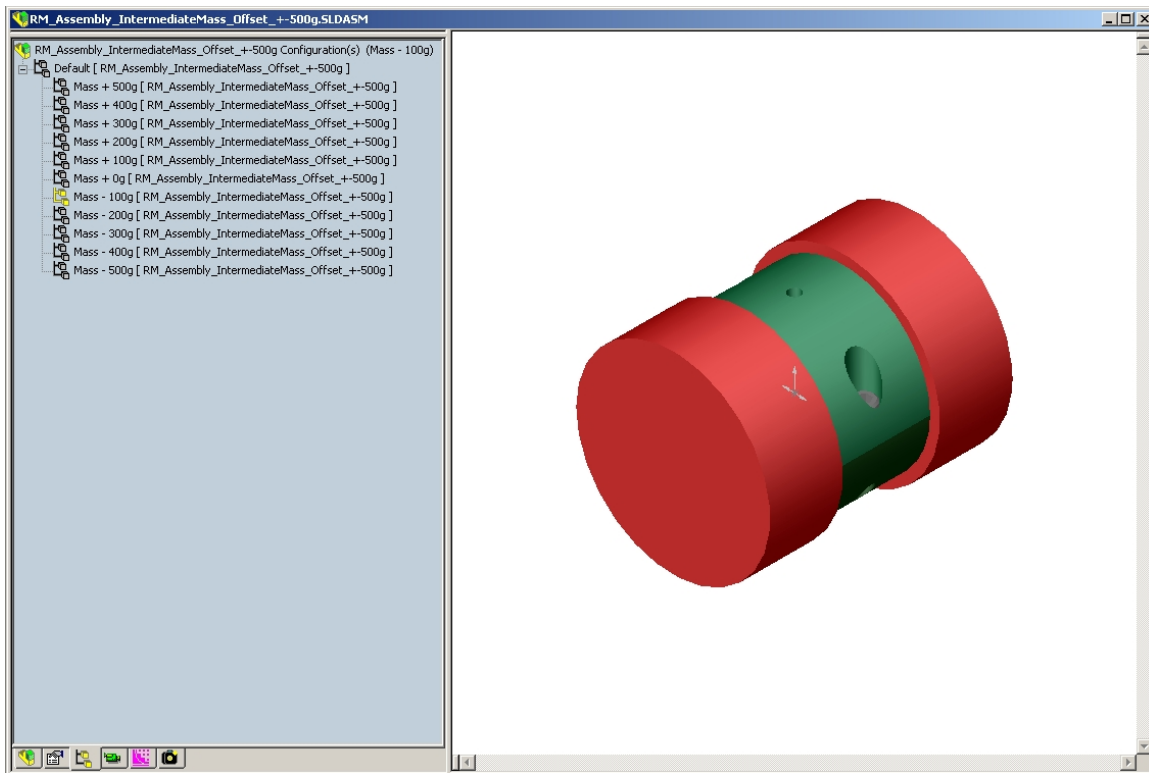 RM_Assembly_IntermediateMass_Offset_+-500g.SLDASM
RM_Assembly_IntermediateMass_Offset_+-500g Configuration(s) (Mass - 100g)
Default [ RM_Assembly_IntermediateMass_Offset_+-500g ]
Mass + 500g [ RM_Assembly_IntermediateMass_Offset_+-500g ]
Mass + 400g [ RM_Assembly_IntermediateMass_Offset_+-500g ]
Mass + 300g [ RM_Assembly_IntermediateMass_Offset_+-500g ]
Mass + 200g [ RM_Assembly_IntermediateMass_Offset_+-500g ]
Mass + 100g [ RM_Assembly_IntermediateMass_Offset_+-500g ]
Mass + 0g [ RM_Assembly_IntermediateMass_Offset_+-500g ]
Mass - 100g [ RM_Assembly_IntermediateMass_Offset_+-500g ]
Mass - 200g [ RM_Assembly_IntermediateMass_Offset_+-500g ]
Mass - 300g [ RM_Assembly_IntermediateMass_Offset_+-500g ]
Mass - 400g [ RM_Assembly_IntermediateMass_Offset_+-500g ]
Mass - 500g [ RM_Assembly_IntermediateMass_Offset_+-500g ]